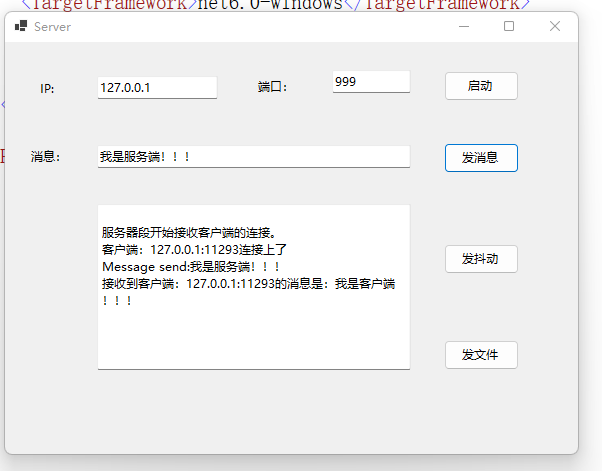 <TargetFramework>net6.0-windows</TargetFramework>
Server
IP:
127.0.0.1
端口:
999
启动
消息:
我是服务端！！！
发消息
服务器段开始接收客户端的连接。
客户端：127.0.0.1:11293连接上了
Message send:我是服务端！！！
接收到客户端：127.0.0.1:11293的消息是：我是客户端
！！！
发抖动
发文件